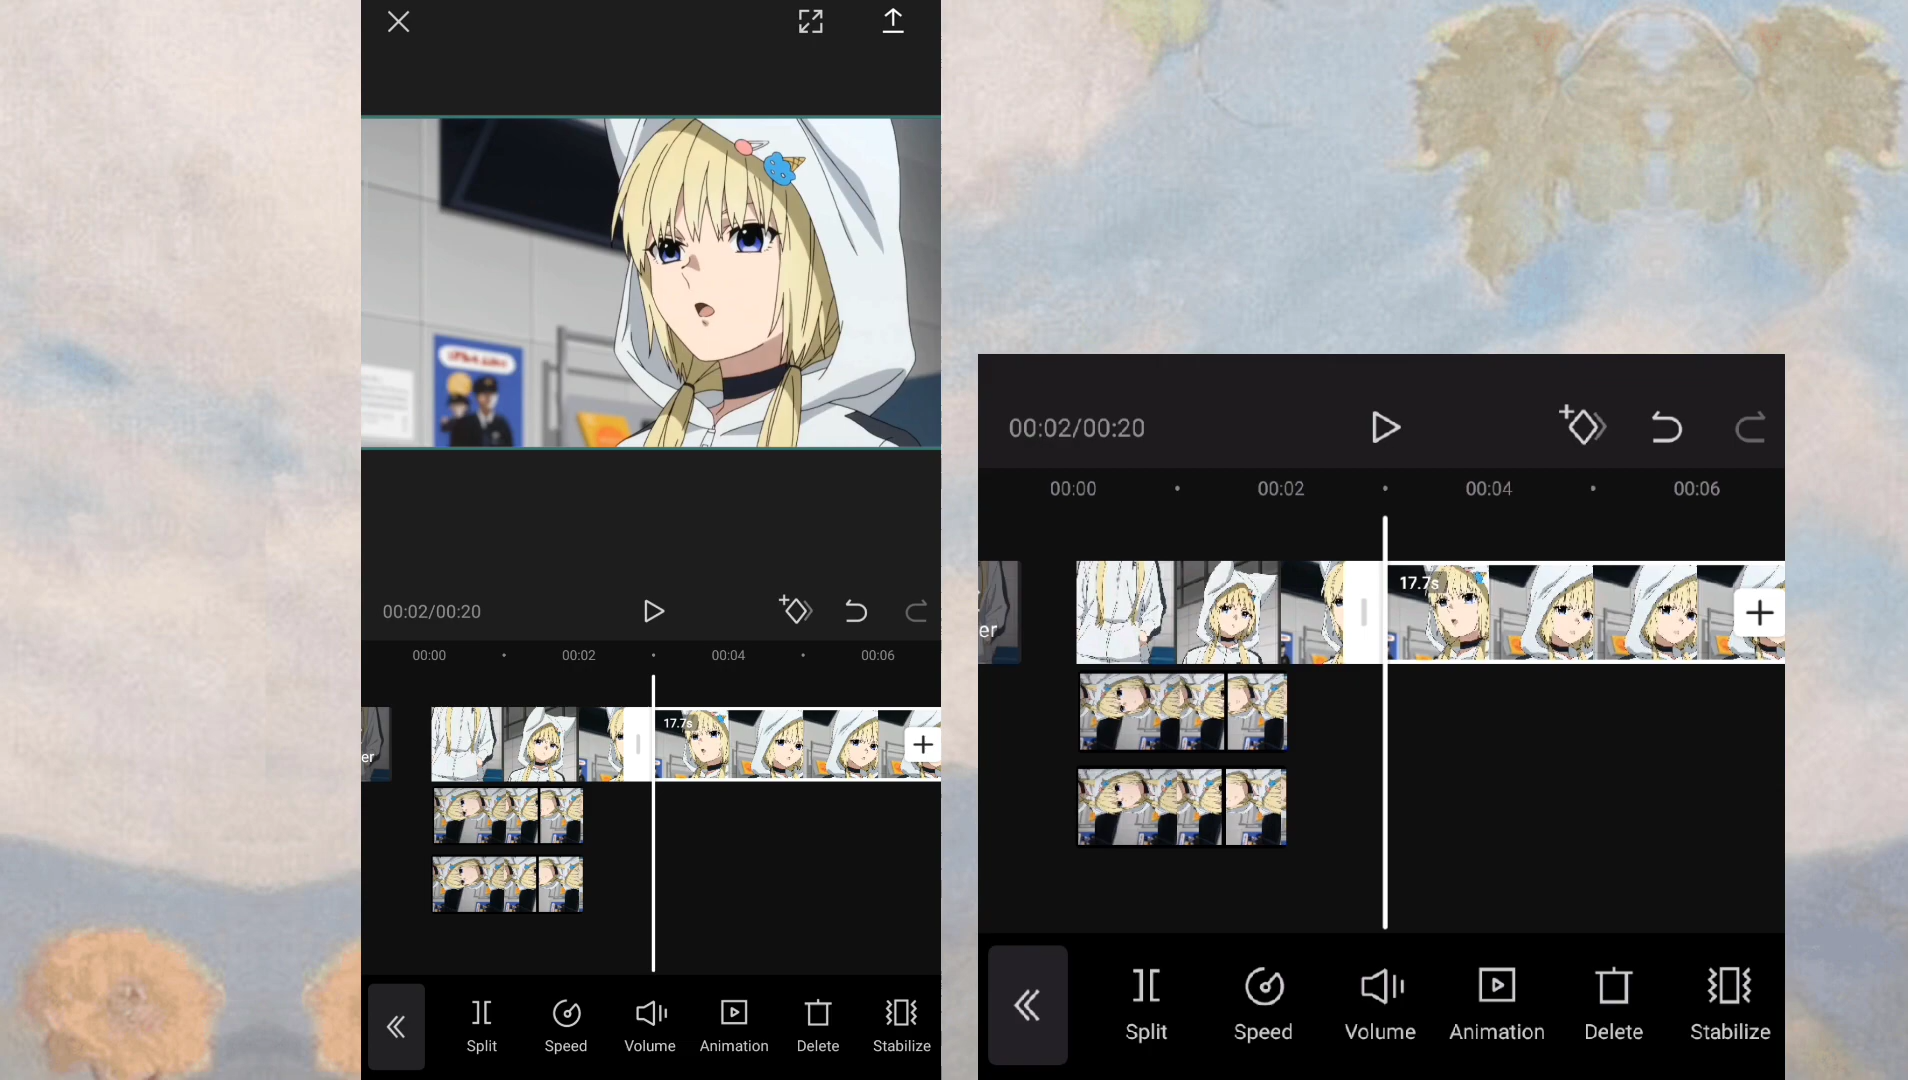 00:02/00:20
00:00
00:02
00:04
00:06
17.7s
er
Split
Speed
Volume
Animation
Delete
Stabilize
00:02/00:20
00:00
00:02
00:04
00:06
17.7s
er
Split
Speed
Volume
Animation
Delete
Stabilize